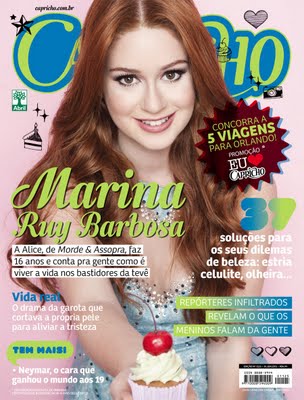 capricho.com.br
CAPRICHO
Abril
CONCORRA A
5 VIAGENS
PARA ORLANDO!
PROMOÇÃO
EU
CAPRICHO
Marina
Ruy Barbosa
A Alice, de Morde & Assopra, faz
16 anos e conta pra gente como é
viver a vida nos bastidores da tevê
37
soluções para
os seus dilemas
de beleza: estria
celulite, olheira...
Vida real
O drama da garota que
cortava a própria pele
para aliviar a tristeza
REPÓRTERES INFILTRADOS
REVELAM O QUE OS
MENINOS FALAM DA GENTE
TEM MAIS!
• Neymar, o cara que
ganhou o mundo aos 19